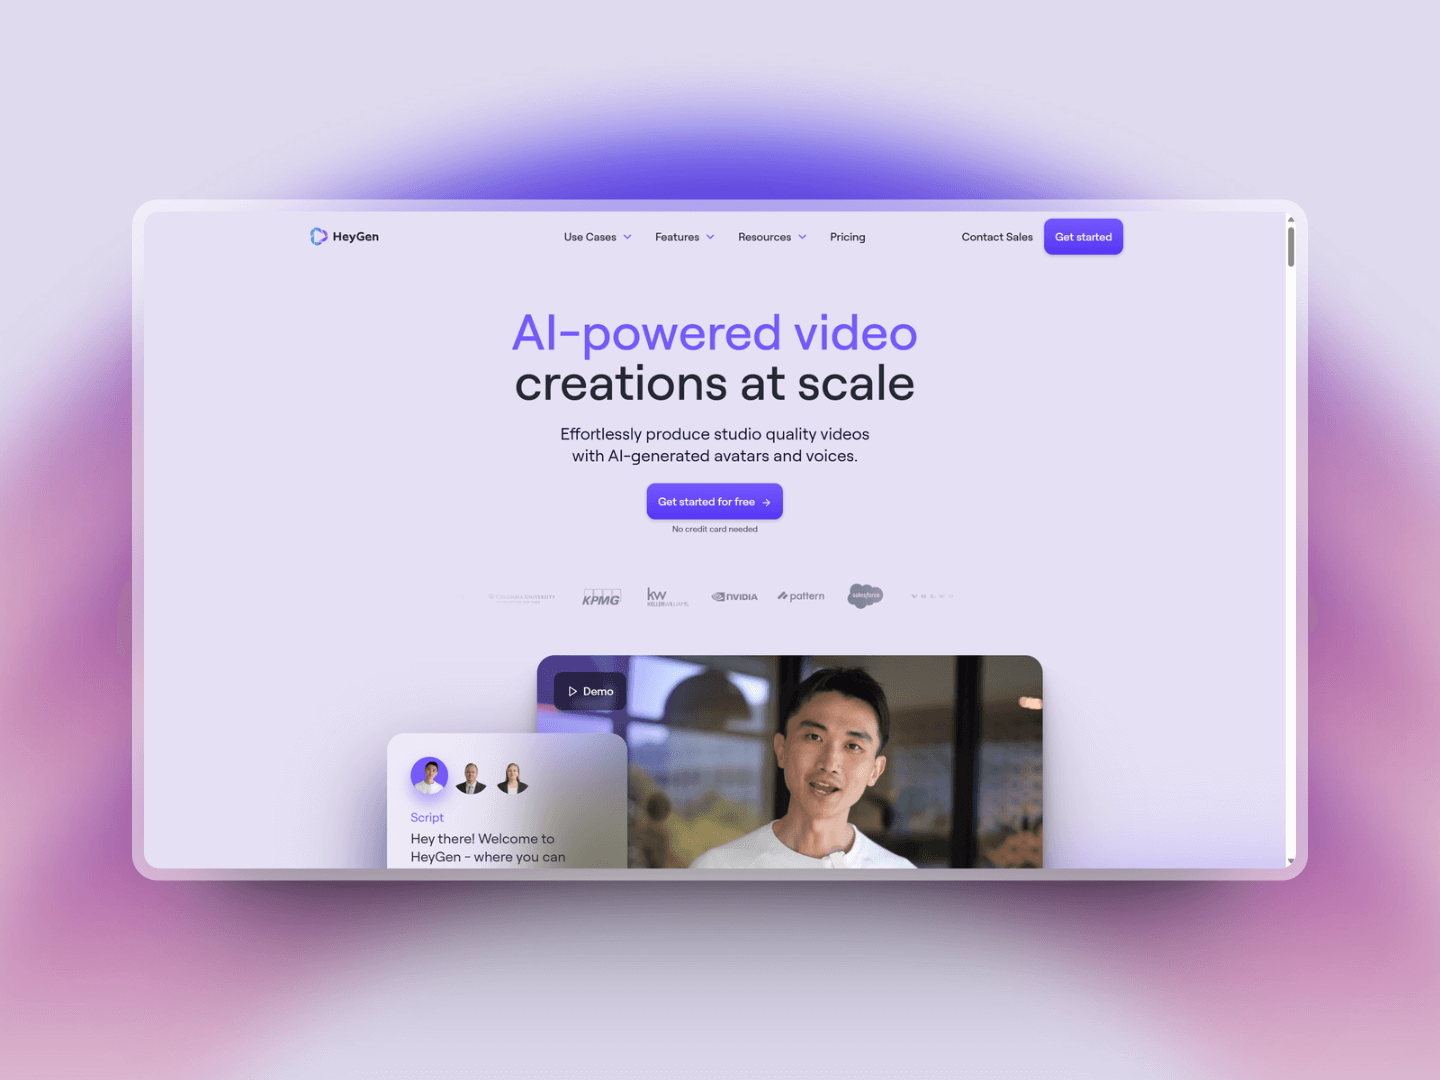 HeyGen
Use Cases
Features
Resources
Pricing
Contact Sales
Get started
AI-powered video
creations at scale
Effortlessly produce studio quality videos
with AI-generated avatars and voices.
Get started for free →
No credit card needed
COLUMBIA UNIVERSITY
KPMG
kw
KELLERWILLIAMS.
NVIDIA
pattern
salesforce
VOLVO
Demo
Script
Hey there! Welcome to
HeyGen - where you can